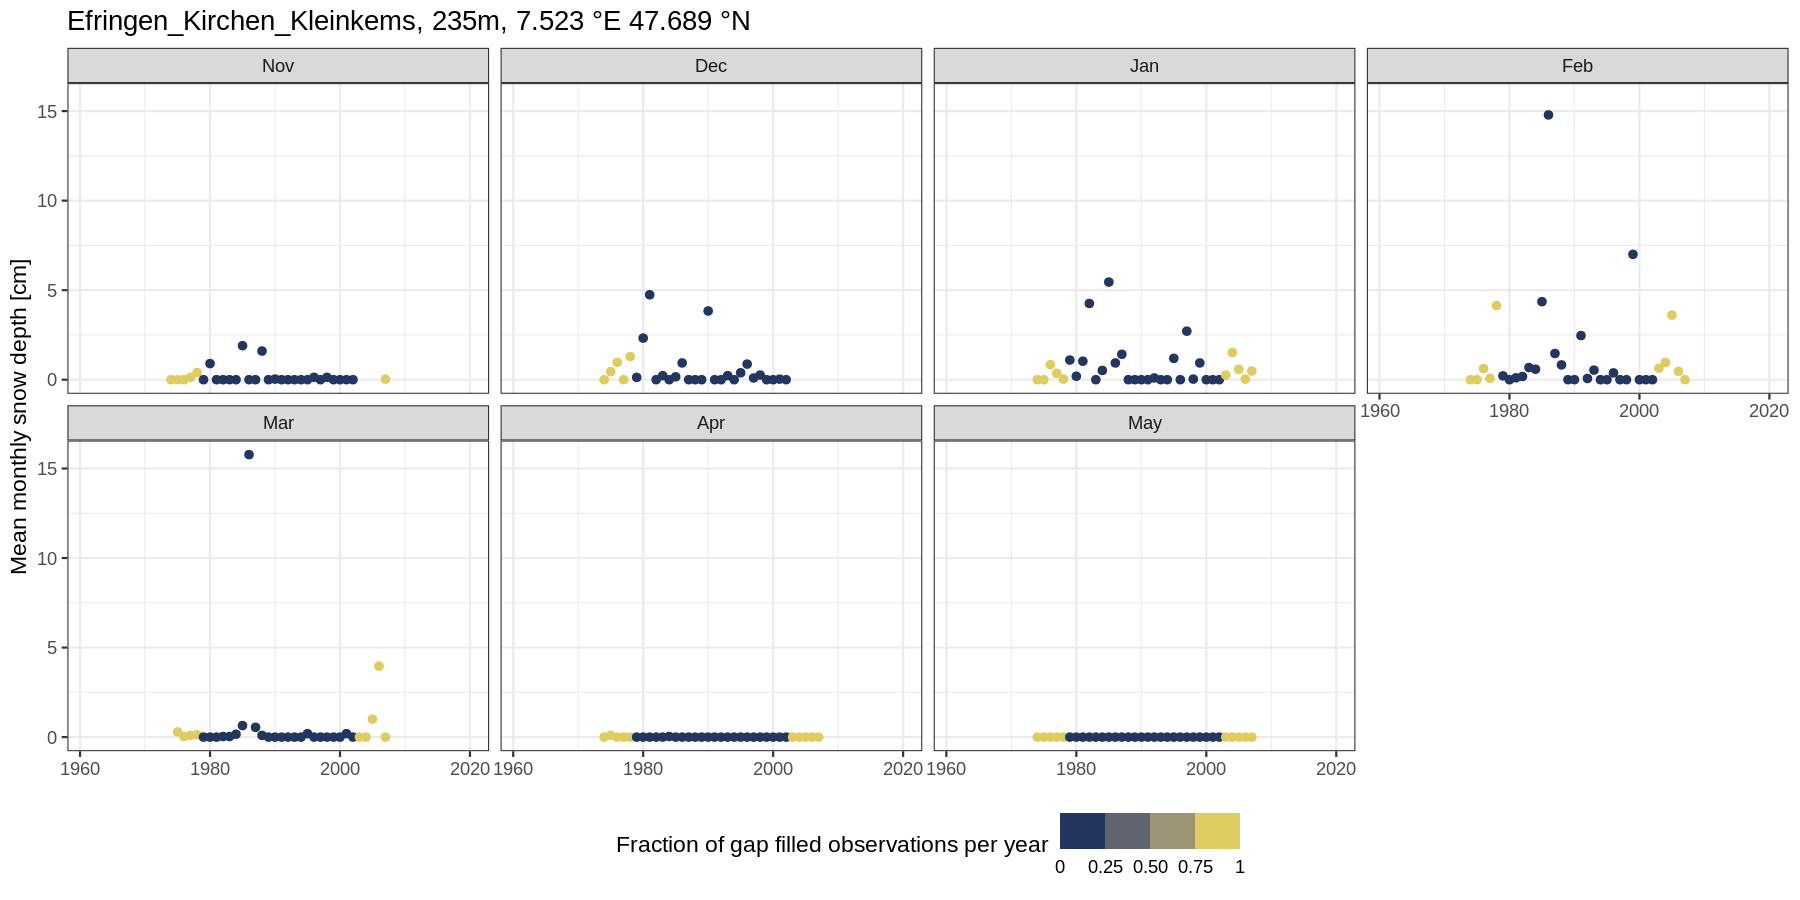 Efringen_Kirchen_Kleinkems, 235m, 7.523 °E 47.689 °N
Nov Dec Jan Feb
15
10
5
0
Mean monthly snow depth [cm]
1960 1980 2000 2020
Mar Apr May
15
10
5
0
1960 1980 2000 2020 1960 1980 2000 2020 1960 1980 2000 2020
Fraction of gap filled observations per year
0 0.25 0.50 0.75 1